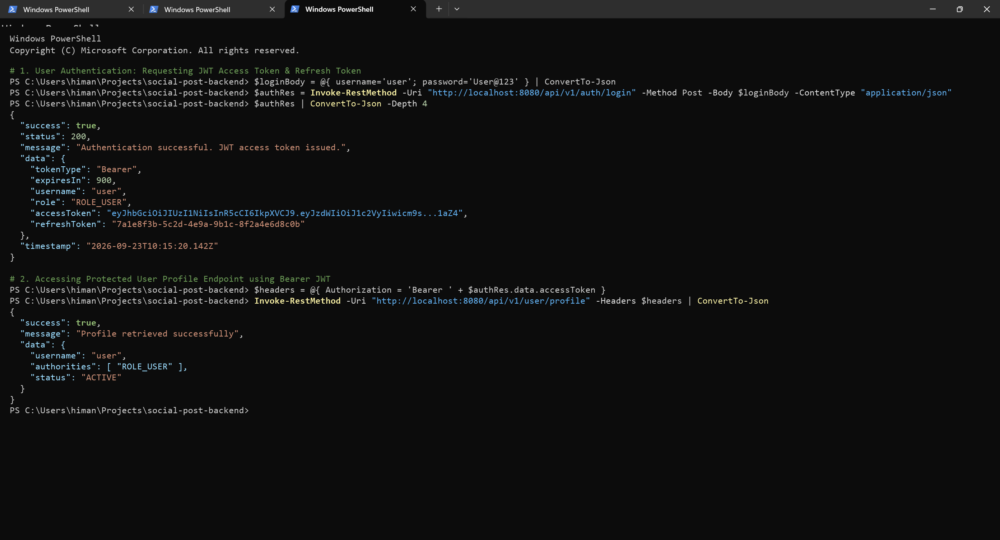 Windows PowerShell
Windows PowerShell
Windows PowerShell
Windows PowerShell
Windows PowerShell
Copyright (C) Microsoft Corporation. All rights reserved.
# 1. User Authentication: Requesting JWT Access Token & Refresh Token
PS C:\Users\himan\Projects\social-post-backend> $loginBody = @{ username='user'; password='User@123' } | ConvertTo-Json
PS C:\Users\himan\Projects\social-post-backend> $authRes = Invoke-RestMethod -Uri "http://localhost:8080/api/v1/auth/login" -Method Post -Body $loginBody -ContentType "application/json"
PS C:\Users\himan\Projects\social-post-backend> $authRes | ConvertTo-Json -Depth 4
{
  "success": true,
  "status": 200,
  "message": "Authentication successful. JWT access token issued.",
  "data": {
    "tokenType": "Bearer",
    "expiresIn": 900,
    "username": "user",
    "role": "ROLE_USER",
    "accessToken": "eyJhbGciOiJIUzI1NiIsInR5cCI6IkpXVCJ9.eyJzdWIiOiJ1c2VyIiwicm9s...1aZ4",
    "refreshToken": "7a1e8f3b-5c2d-4e9a-9b1c-8f2a4e6d8c0b"
  },
  "timestamp": "2026-09-23T10:15:20.142Z"
}
# 2. Accessing Protected User Profile Endpoint using Bearer JWT
PS C:\Users\himan\Projects\social-post-backend> $headers = @{ Authorization = 'Bearer ' + $authRes.data.accessToken }
PS C:\Users\himan\Projects\social-post-backend> Invoke-RestMethod -Uri "http://localhost:8080/api/v1/user/profile" -Headers $headers | ConvertTo-Json
{
  "success": true,
  "message": "Profile retrieved successfully",
  "data": {
    "username": "user",
    "authorities": [ "ROLE_USER" ],
    "status": "ACTIVE"
  }
}
PS C:\Users\himan\Projects\social-post-backend>